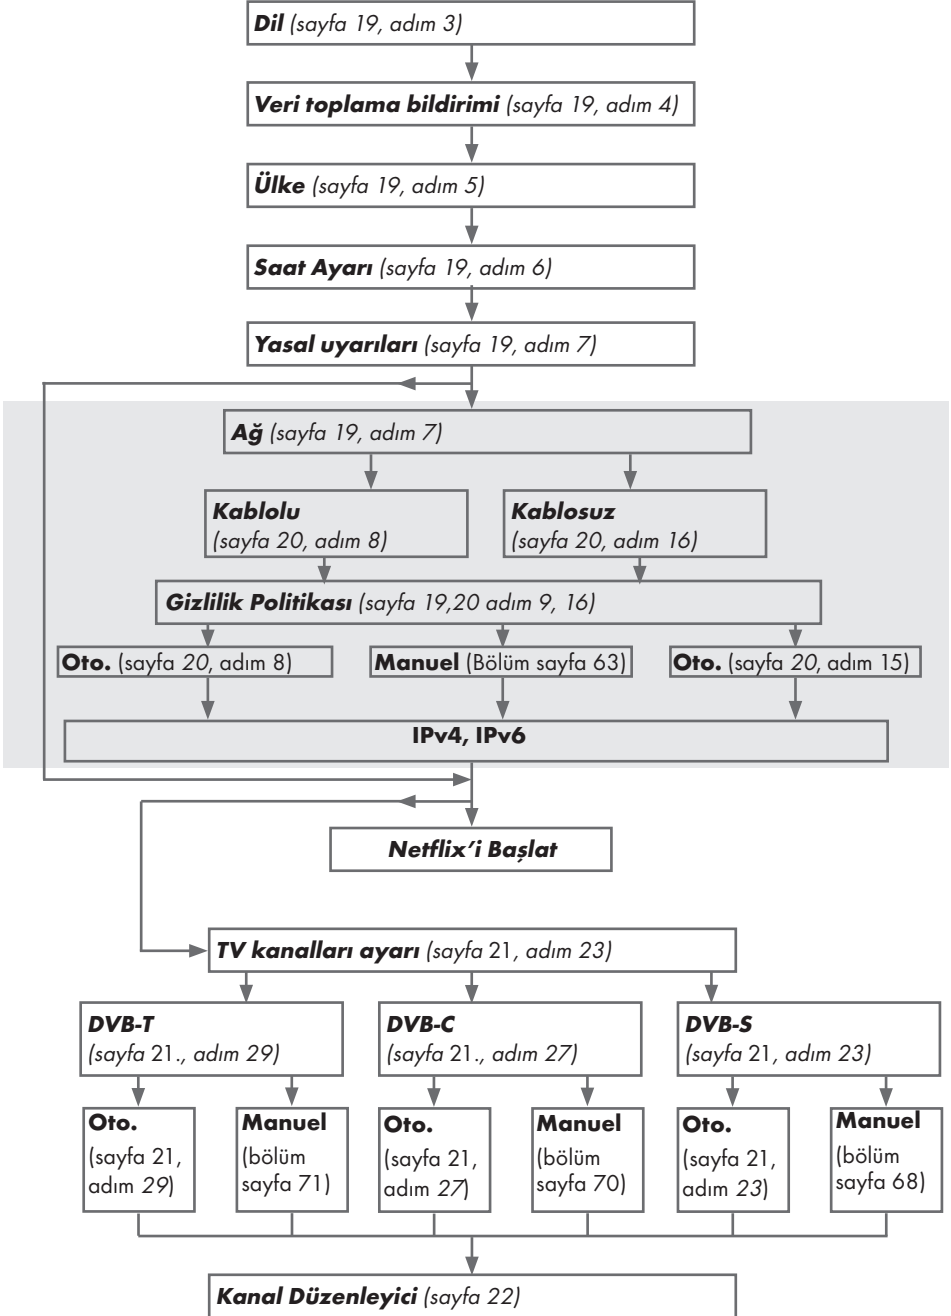 Dil (sayfa 19, adım 3)
Veri toplama bildirimi (sayfa 19, adım 4)
Ülke (sayfa 19, adım 5)
Saat Ayarı (sayfa 19, adım 6)
Yasal uyarıları (sayfa 19, adım 7)
Ağ (sayfa 19, adım 7)
Kablolu
(sayfa 20, adım 8)
Kablosuz
(sayfa 20, adım 16)
Gizlilik Politikası (sayfa 19,20 adım 9, 16)
Oto. (sayfa 20, adım 8)
Manuel (Bölüm sayfa 63)
Oto. (sayfa 20, adım 15)
IPv4, IPv6
Netflix’i Başlat
TV kanalları ayarı (sayfa 21, adım 23)
DVB-T
(sayfa 21., adım 29)
DVB-C
(sayfa 21., adım 27)
DVB-S
(sayfa 21, adım 23)
Oto.
(sayfa 21,
adım 29)
Manuel
(bölüm
sayfa 71)
Oto.
(sayfa 21,
adım 27)
Manuel
(bölüm
sayfa 70)
Oto.
(sayfa 21,
adım 23)
Manuel
(bölüm
sayfa 68)
Kanal Düzenleyici (sayfa 22)